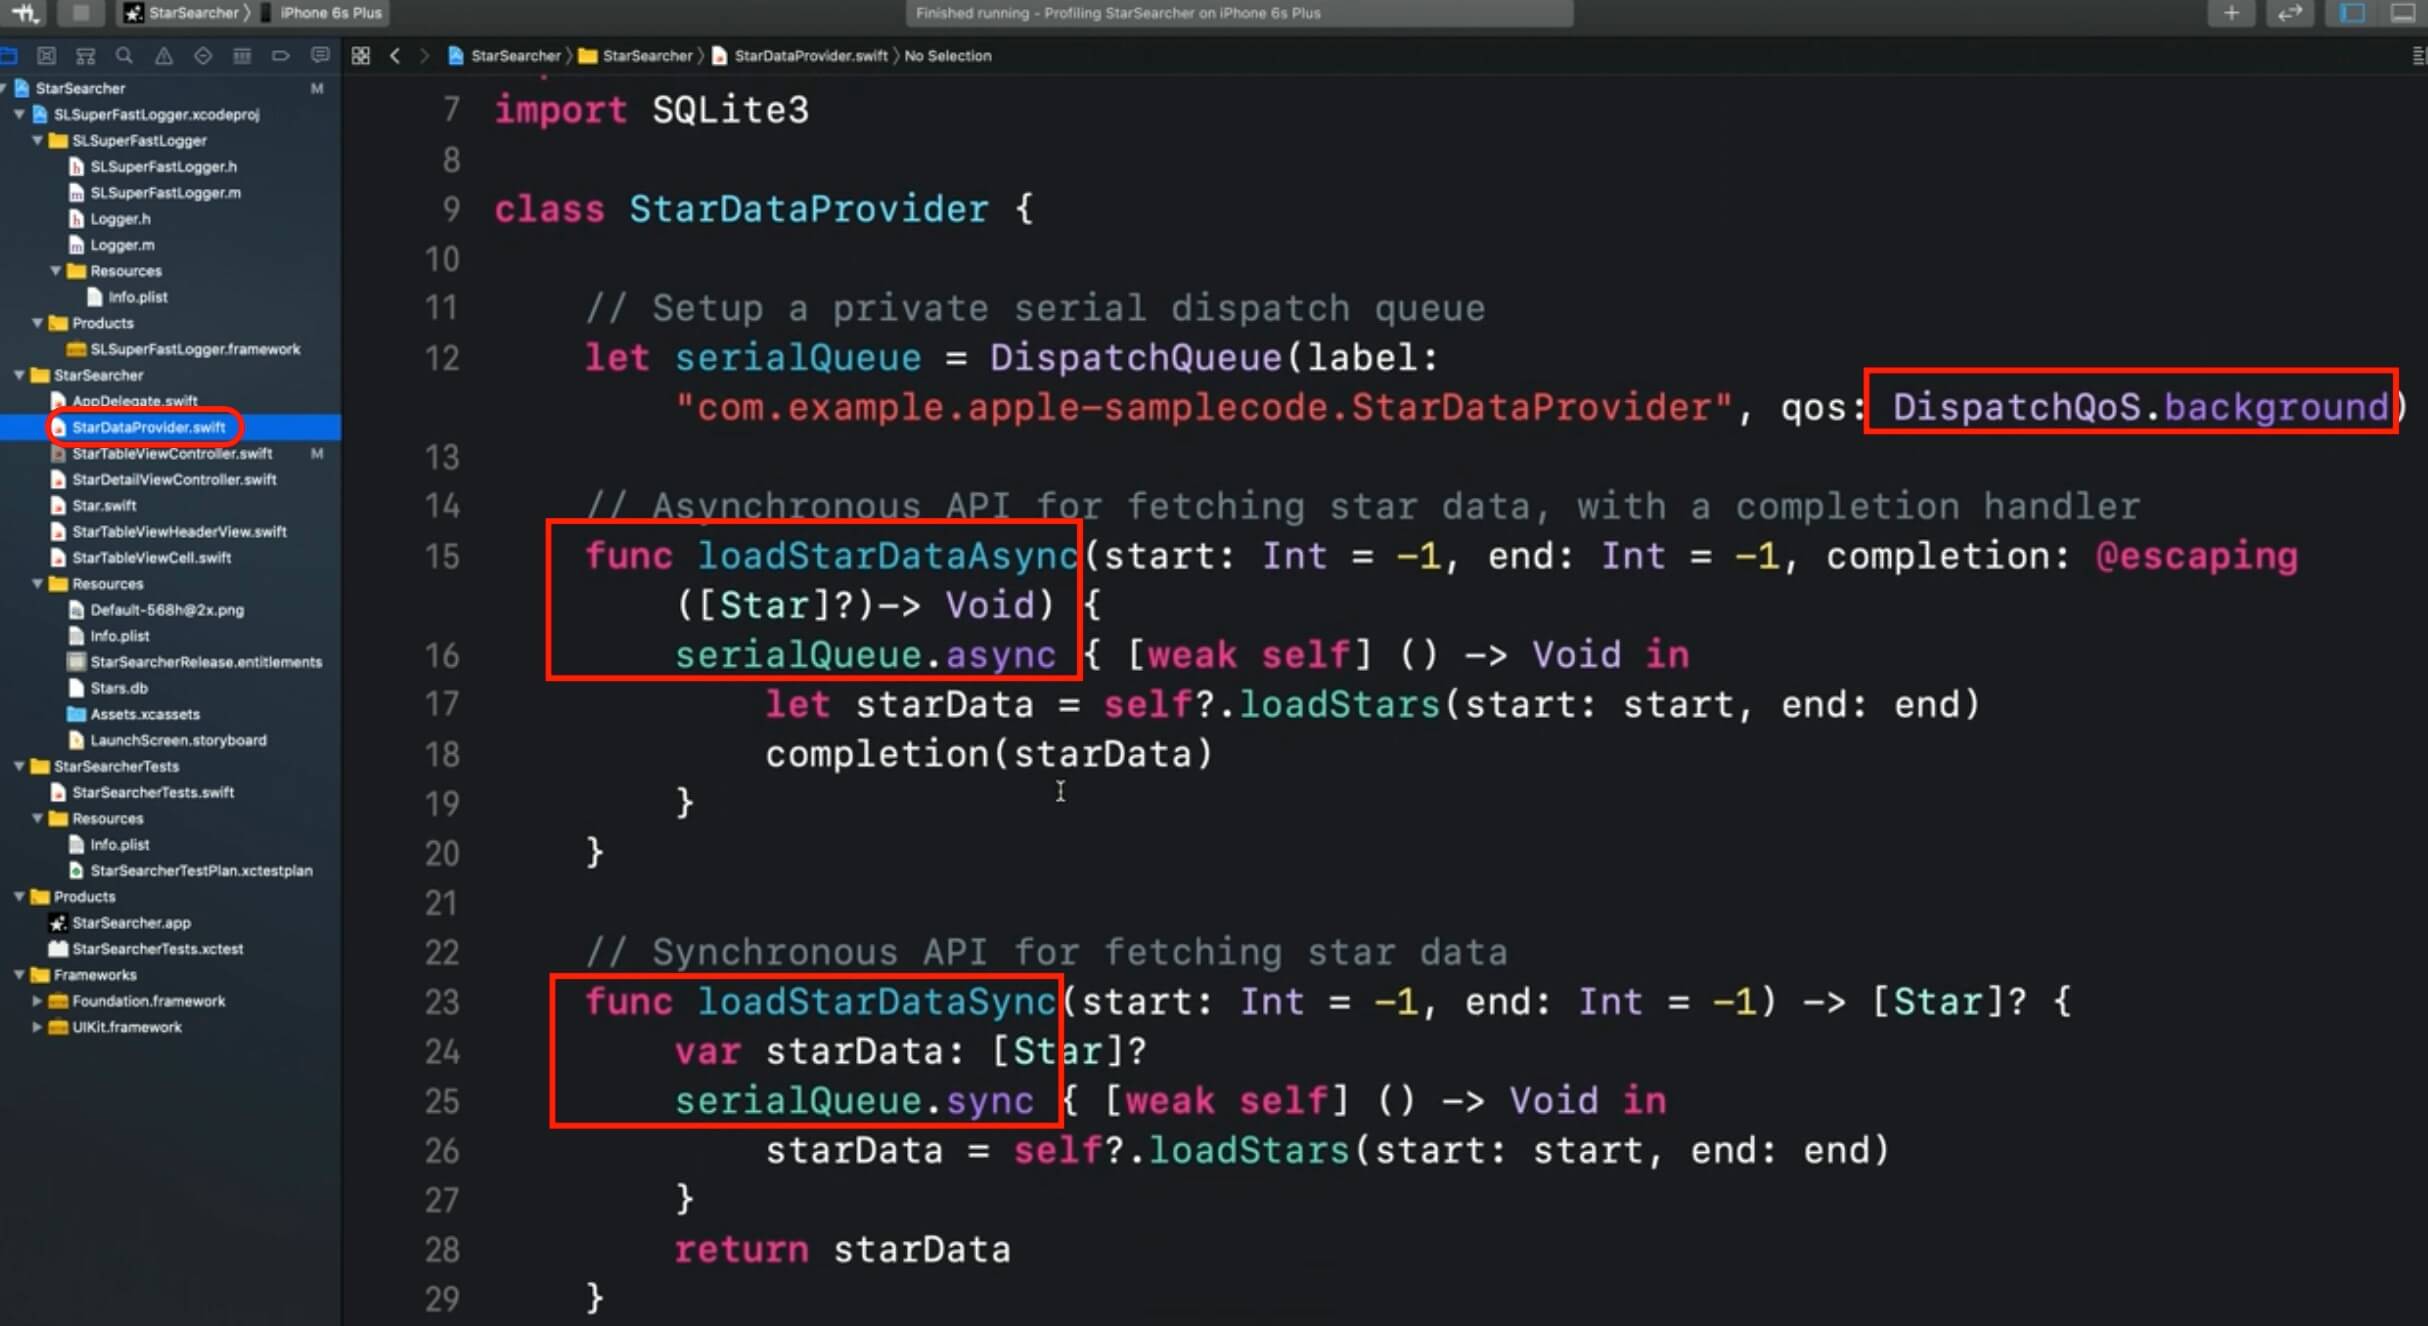 StarSearcher
iPhone 6s Plus
Finished running - Profiling StarSearcher on iPhone 6s Plus
StarSearcher
StarSearcher
StarDataProvider.swift
No Selection
StarSearcher M
SLSuperFastLogger.xcodeproj
SLSuperFastLogger
SLSuperFastLogger.h
SLSuperFastLogger.m
Logger.h
Logger.m
Resources
Info.plist
Products
SLSuperFastLogger.framework
StarSearcher
AppDelegate.swift
StarDataProvider.swift
StarTableViewController.swift M
StarDetailViewController.swift
Star.swift
StarTableViewHeaderView.swift
StarTableViewCell.swift
Resources
Default-568h@2x.png
Info.plist
StarSearcherRelease.entitlements
Stars.db
Assets.xcassets
LaunchScreen.storyboard
StarSearcherTests
StarSearcherTests.swift
Resources
Info.plist
StarSearcherTestPlan.xctestplan
Products
StarSearcher.app
StarSearcherTests.xctest
Frameworks
Foundation.framework
UIKit.framework
7 import SQLite3
8
9 class StarDataProvider {
10
11 // Setup a private serial dispatch queue
12 let serialQueue = DispatchQueue(label:
"com.example.apple-samplecode.StarDataProvider", qos: DispatchQoS.background)
13
14 // Asynchronous API for fetching star data, with a completion handler
15 func loadStarDataAsync(start: Int = -1, end: Int = -1, completion: @escaping
([Star]?)-> Void) {
16 serialQueue.async { [weak self] () -> Void in
17 let starData = self?.loadStars(start: start, end: end)
18 completion(starData)
19 }
20 }
21
22 // Synchronous API for fetching star data
23 func loadStarDataSync(start: Int = -1, end: Int = -1) -> [Star]? {
24 var starData: [Star]?
25 serialQueue.sync { [weak self] () -> Void in
26 starData = self?.loadStars(start: start, end: end)
27 }
28 return starData
29 }